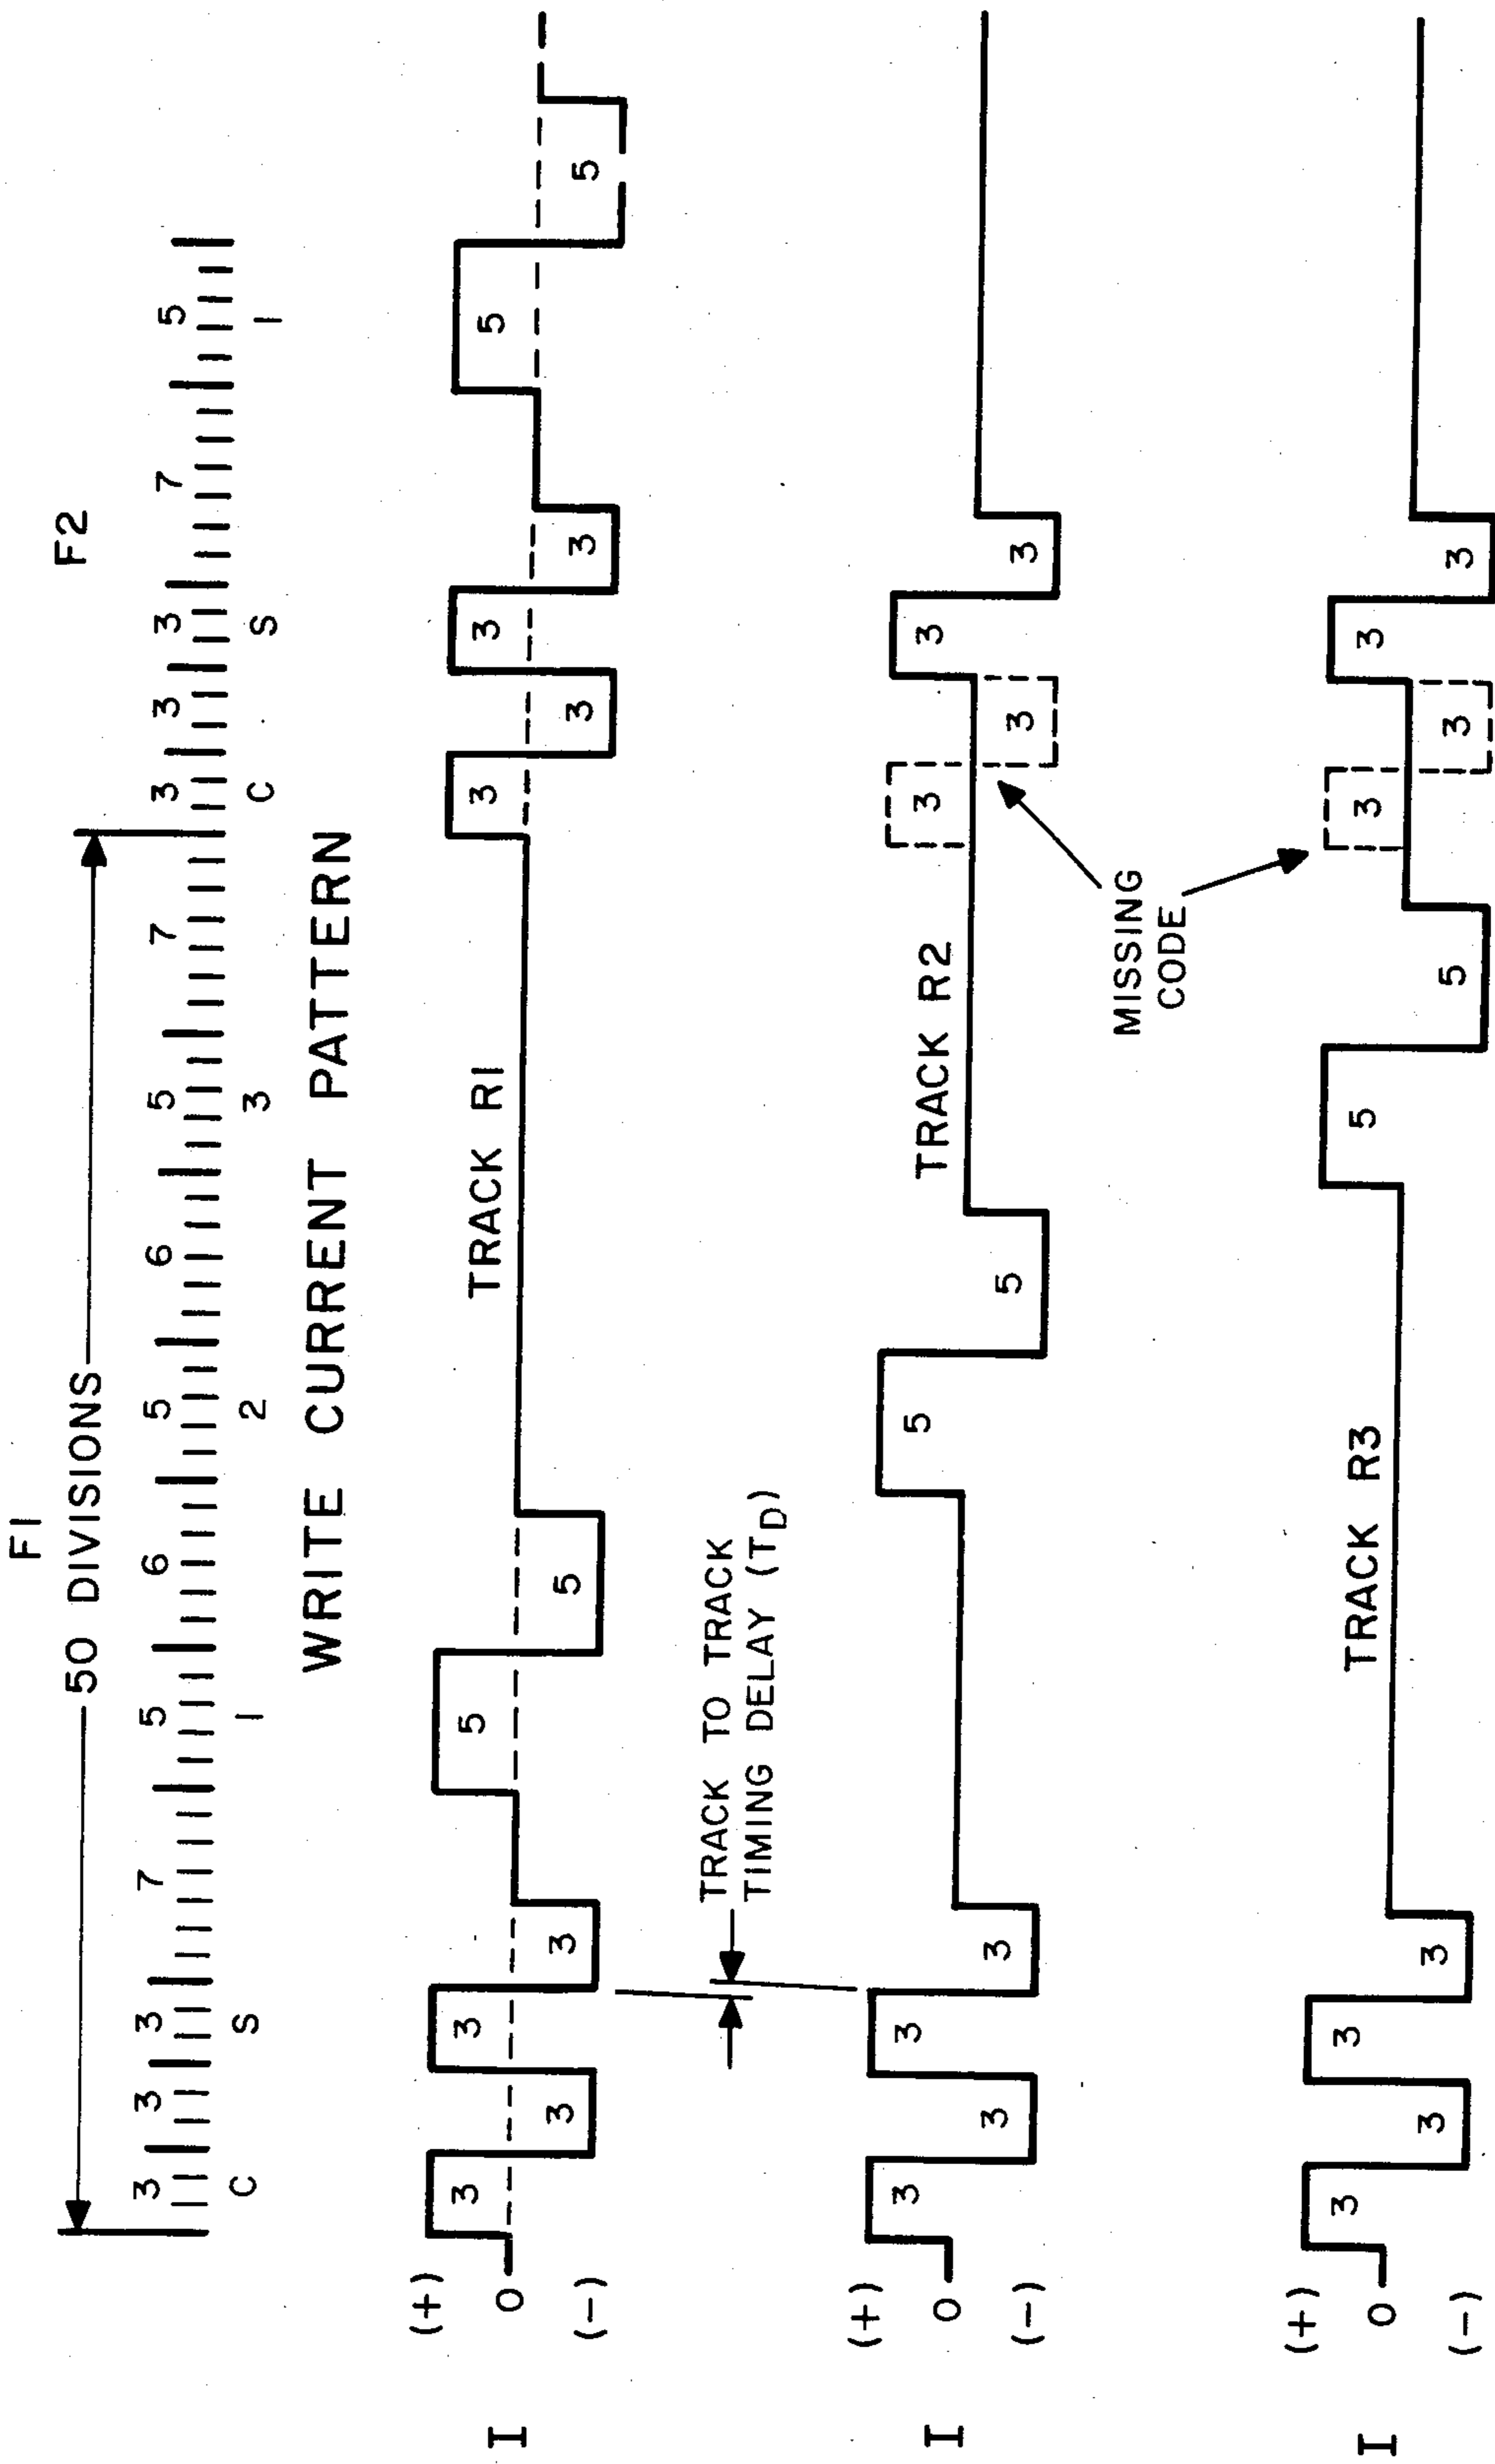 F1
F2
50 DIVISIONS
3 3 3 7 5 6 5 6 5 7 3 3 3 7 5
C S 1 2 3 C S 1
WRITE CURRENT PATTERN
TRACK R1
(+)
I 0
(-)
3 3 3 3 5 5 3 3 3 3 5 5
TRACK TO TRACK
TIMING DELAY (TD)
TRACK R2
(+)
I 0
(-)
3 3 3 3 5 5 3 3 3 3
MISSING
CODE
TRACK R3
(+)
I 0
(-)
3 3 3 3 5 5 3 3 3 3